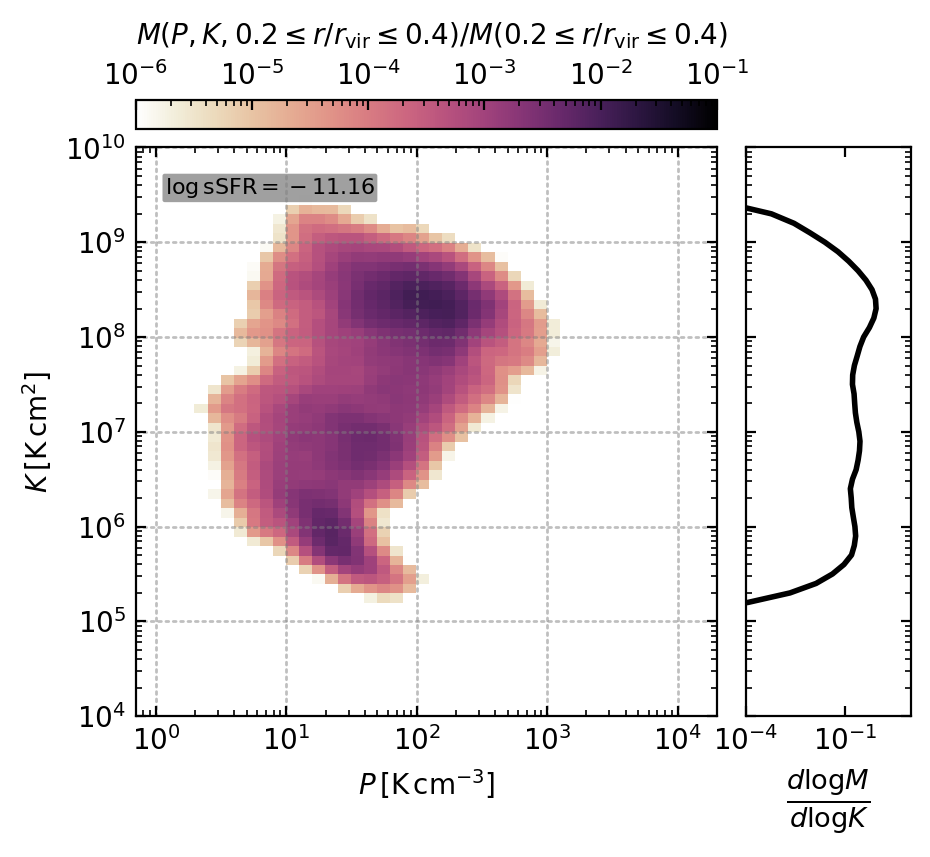 M(P, K, 0.2 ≤ r/r_vir ≤ 0.4)/M(0.2 ≤ r/r_vir ≤ 0.4)
10^−6 10^−5 10^−4 10^−3 10^−2 10^−1
log sSFR = −11.16
10^10
10^9
10^8
10^7
10^6
10^5
10^4
K [K cm^2]
10^0 10^1 10^2 10^3 10^4
P [K cm^−3]
10^−4 10^−1
dlogM
dlogK